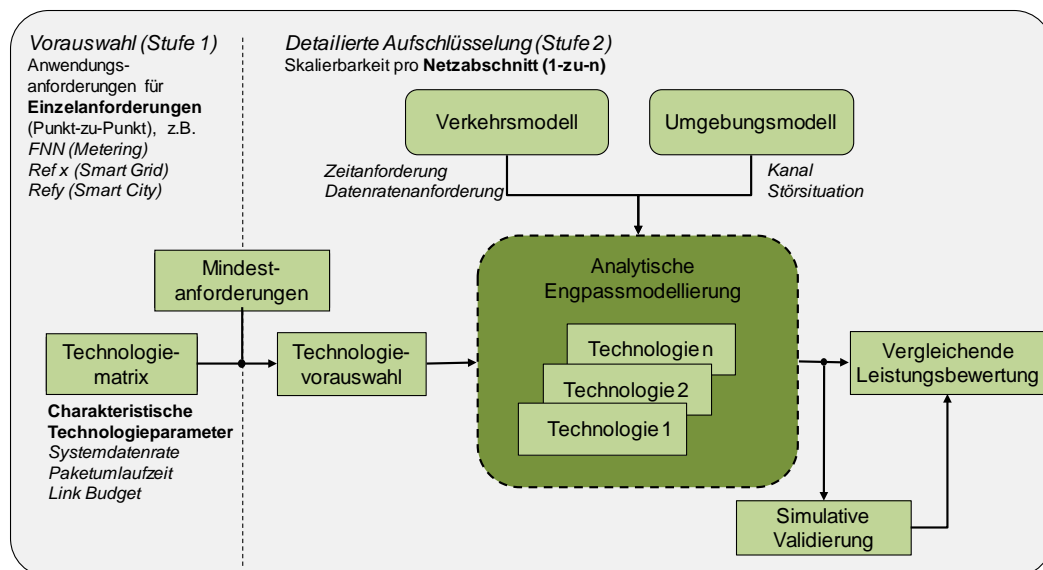 Vorauswahl (Stufe 1)
Anwendungs-
anforderungen für
Einzelanforderungen
(Punkt-zu-Punkt), z.B.
FNN (Metering)
Ref x (Smart Grid)
Refy (Smart City)
Detailierte Aufschlüsselung (Stufe 2)
Skalierbarkeit pro Netzabschnitt (1-zu-n)
Verkehrsmodell
Umgebungsmodell
Zeitanforderung
Datenratenanforderung
Kanal
Störsituation
Mindest-
anforderungen
Technologie-
matrix
Technologie-
vorauswahl
Analytische
Engpassmodellierung
Technologie n
Technologie 2
Technologie 1
Vergleichende
Leistungsbewertung
Simulative
Validierung
Charakteristische
Technologieparameter
Systemdatenrate
Paketumlaufzeit
Link Budget